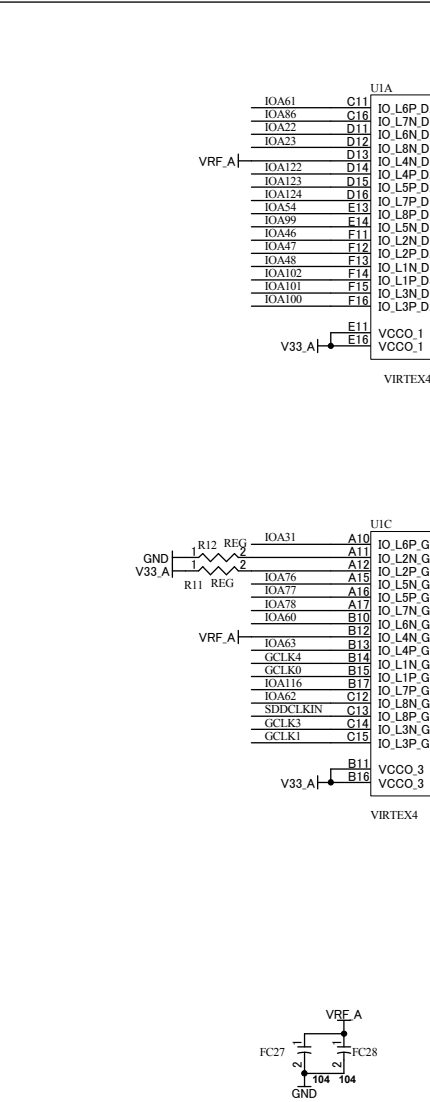 U1A
IOA61 C11 IO_L6P_D
IOA86 C16 IO_L7N_D
IOA22 D11 IO_L6N_D
IOA23 D12 IO_L8N_D
VRF_A D13 IO_L4N_D
IOA122 D14 IO_L4P_D
IOA123 D15 IO_L5P_D
IOA124 D16 IO_L7P_D
IOA54 E13 IO_L8P_D
IOA99 E14 IO_L5N_D
IOA46 F11 IO_L2N_D
IOA47 F12 IO_L2P_D
IOA48 F13 IO_L1N_D
IOA102 F14 IO_L1P_D
IOA101 F15 IO_L3N_D
IOA100 F16 IO_L3P_D
E11 VCCO_1
V33_A E16 VCCO_1
VIRTEX4
U1C
IOA31 A10 IO_L6P_G
GND 1 R12 REG 2 A11 IO_L2N_G
V33_A 1 R11 REG 2 A12 IO_L2P_G
IOA76 A15 IO_L5N_G
IOA77 A16 IO_L5P_G
IOA78 A17 IO_L7N_G
IOA60 B10 IO_L6N_G
VRF_A B12 IO_L4N_G
IOA63 B13 IO_L4P_G
GCLK4 B14 IO_L1N_G
GCLK0 B15 IO_L1P_G
IOA116 B17 IO_L7P_G
IOA62 C12 IO_L8N_G
SDDCLKIN C13 IO_L8P_G
GCLK3 C14 IO_L3N_G
GCLK1 C15 IO_L3P_G
B11 VCCO_3
V33_A B16 VCCO_3
VIRTEX4
VRF_A
1 1
FC27 FC28
2 2
104 104
GND